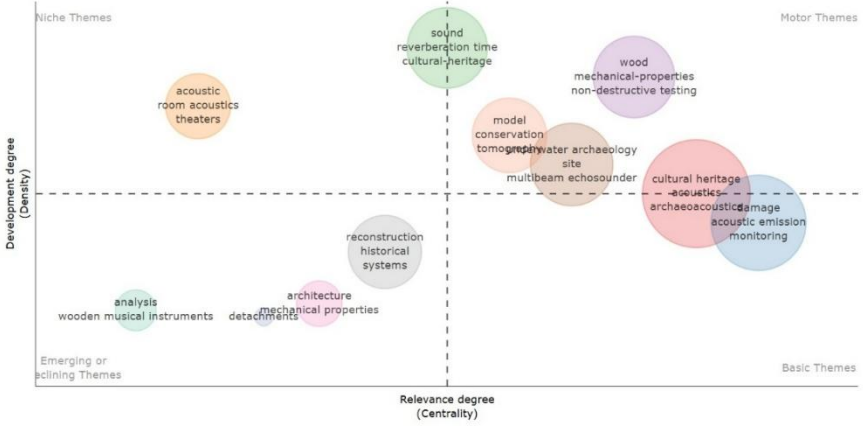 Niche Themes
Motor Themes
sound
reverberation time
cultural-heritage
wood
mechanical-properties
non-destructive testing
acoustic
room acoustics
theaters
model
conservation
tomography
underwater archaeology
site
multibeam echosounder
cultural heritage
acoustics
archaeoacoustics
damage
acoustic emission
monitoring
reconstruction
historical
systems
architecture
mechanical properties
analysis
wooden musical instruments
detachments
Emerging or
eclining Themes
Basic Themes
Development degree
(Density)
Relevance degree
(Centrality)